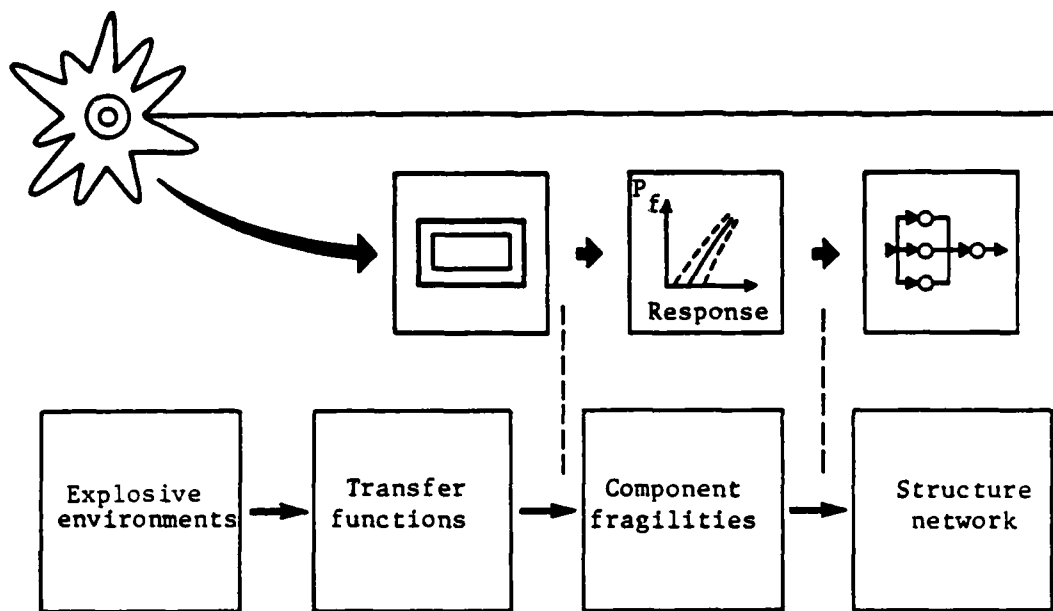 P
f
Response
Explosive
environments
Transfer
functions
Component
fragilities
Structure
network